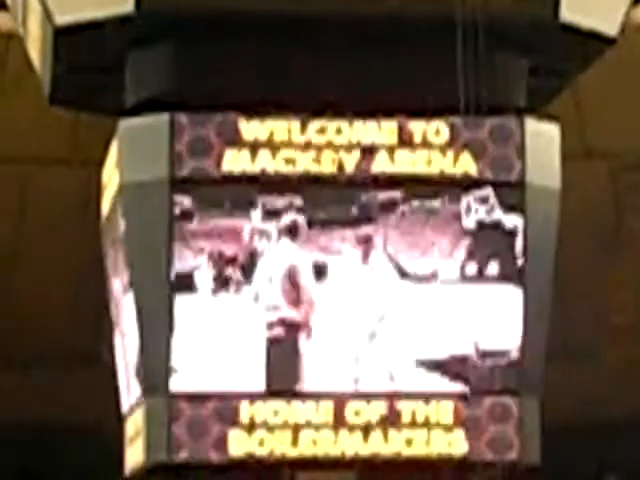 WELCOME TO
MACKEY ARENA
HOME OF THE
BOILERMAKERS